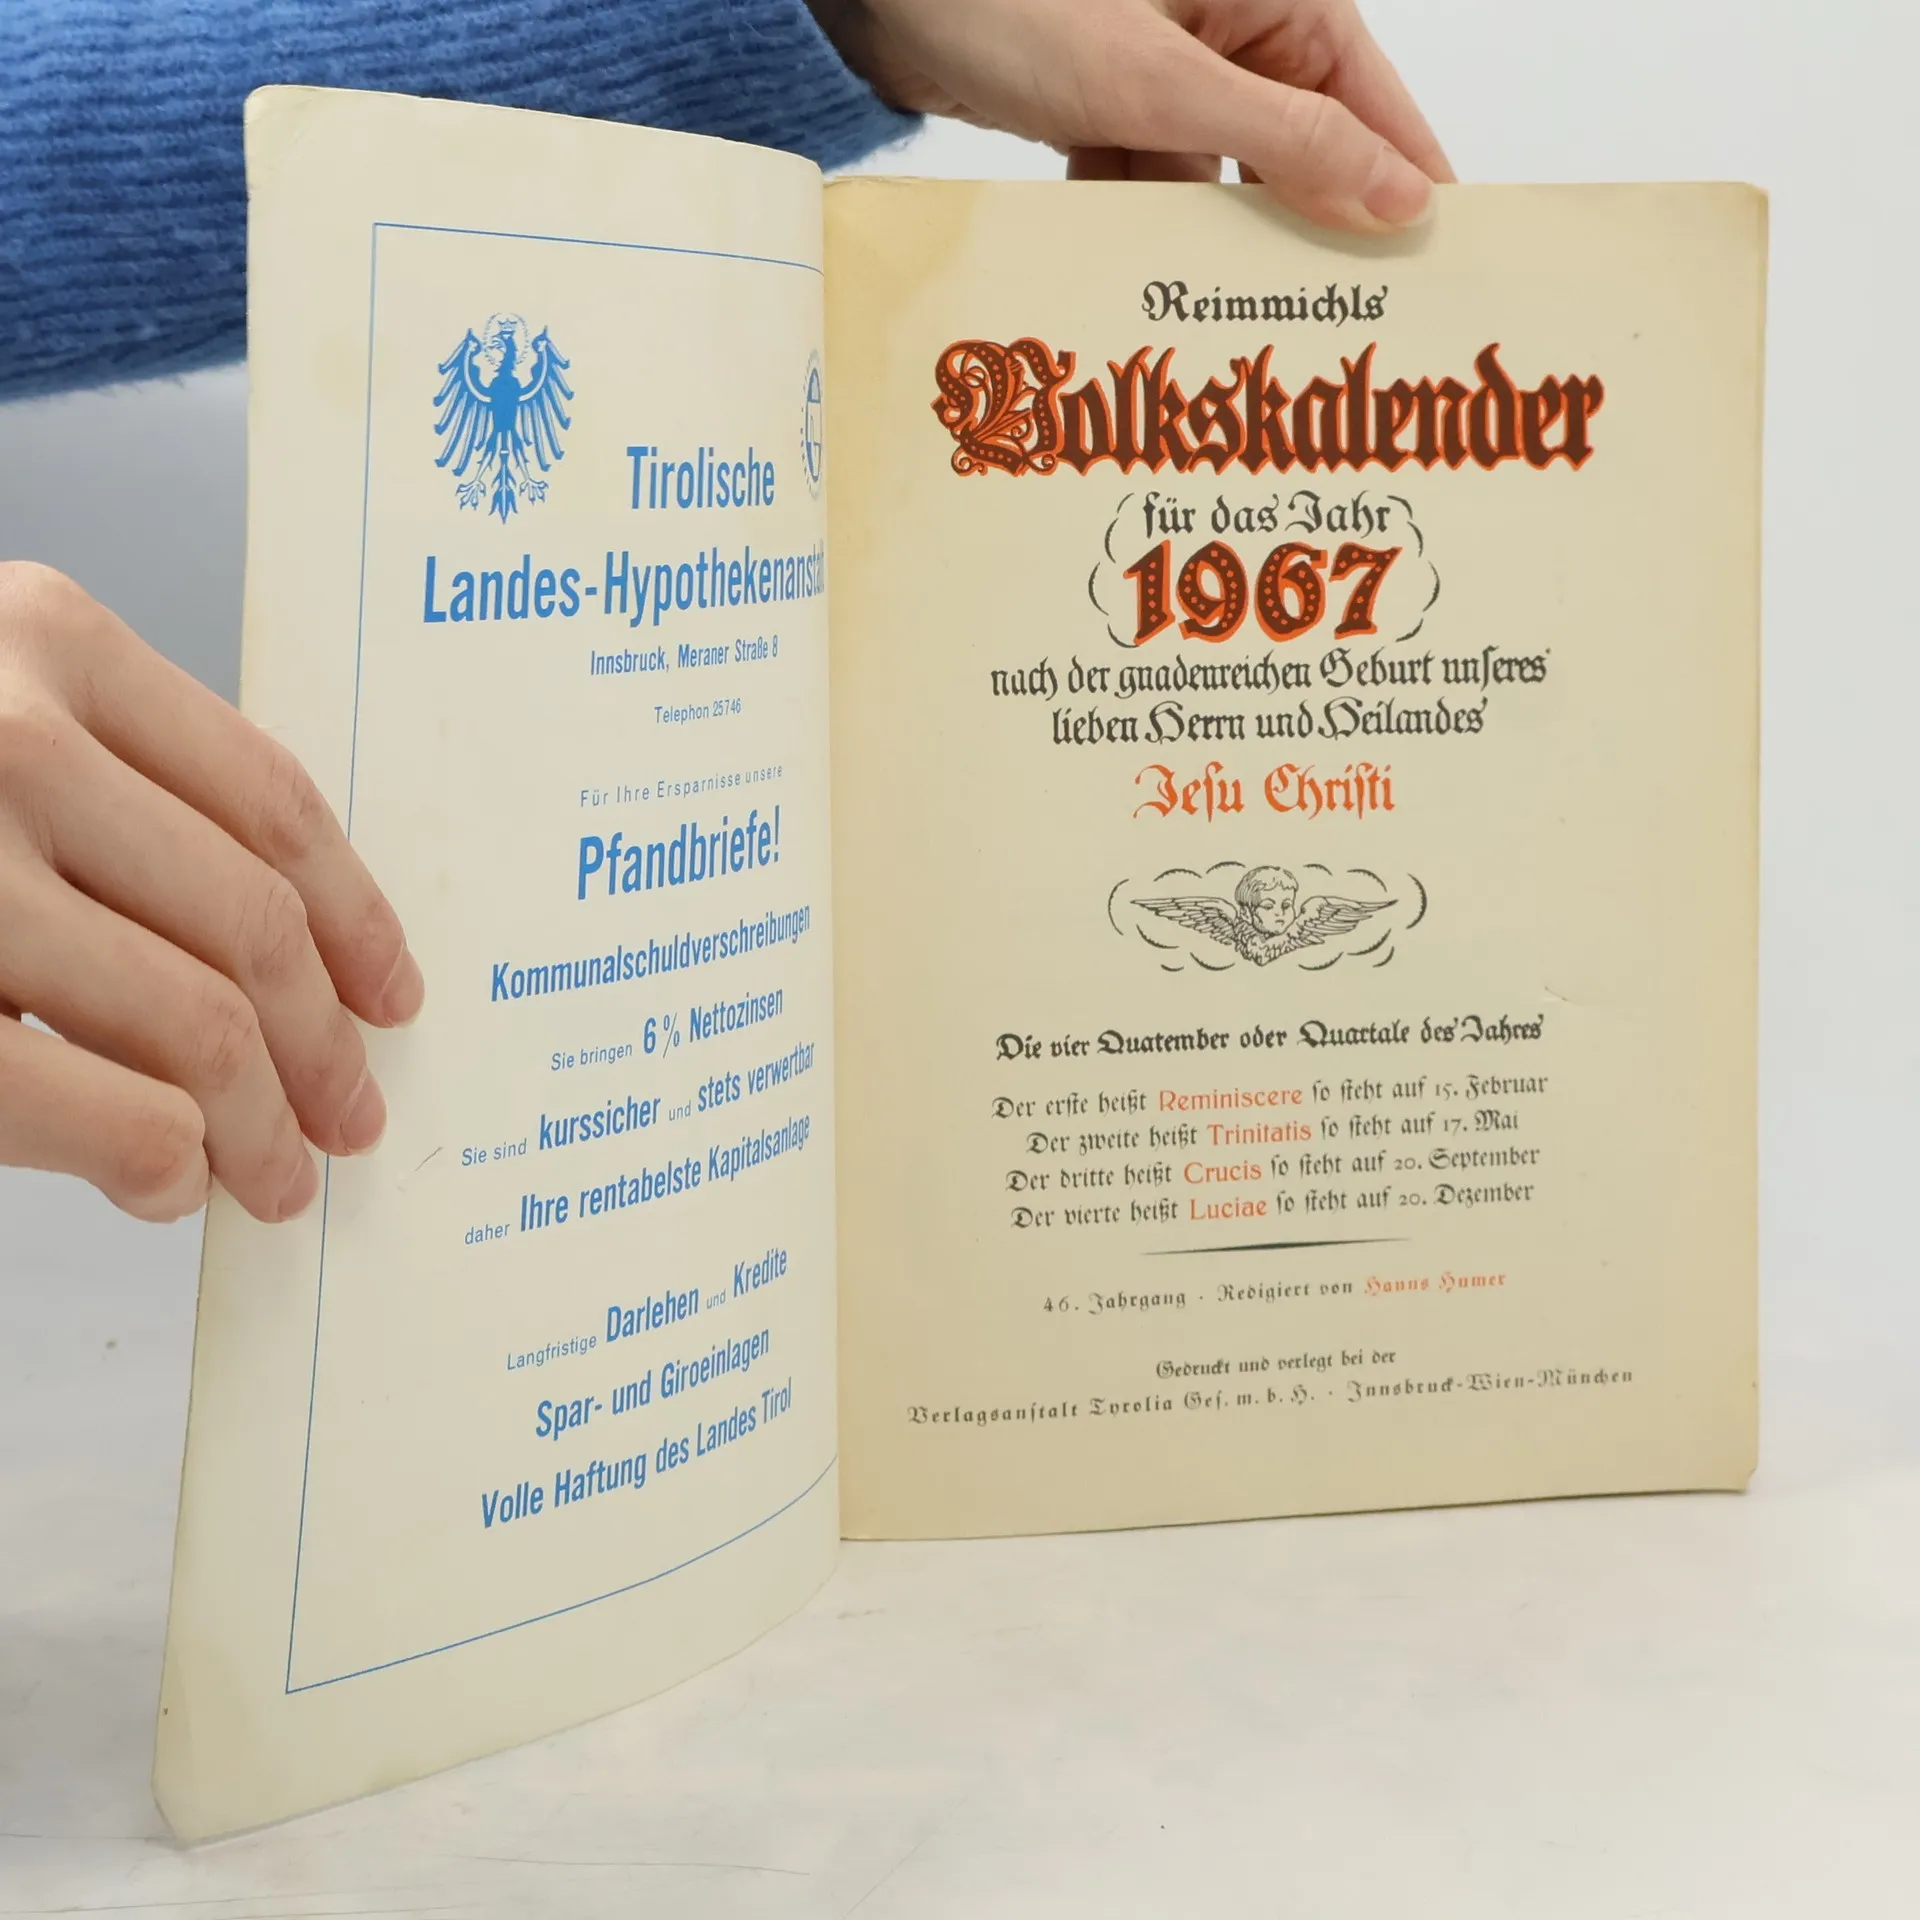 Tirolische
Landes-Hypothekenanstalt
Innsbruck, Meraner Straße 8
Telephon 25746
Für Ihre Ersparnisse unsere
Pfandbriefe!
Kommunalschuldverschreibungen
Sie bringen 6% Nettozinsen
Sie sind kurssicher und stets verwertbar
daher Ihre rentabelste Kapitalsanlage
Langfristige Darlehen und Kredite
Spar- und Giroeinlagen
Volle Haftung des Landes Tirol
Reimmichls
Volkskalender
für das Jahr
1967
nach der gnadenreichen Geburt unseres
lieben Herrn und Heilandes
Jesu Christi
Die vier Quatember oder Quartale des Jahres
Der erste heißt Reminiscere so steht auf 15. Februar
Der zweite heißt Trinitatis so steht auf 17. Mai
Der dritte heißt Crucis so steht auf 20. September
Der vierte heißt Luciae so steht auf 20. Dezember
46. Jahrgang · Redigiert von Hanns Humer
Gedruckt und verlegt bei der
Verlagsanstalt Tyrolia Ges. m. b. H. · Innsbruck-Wien-München